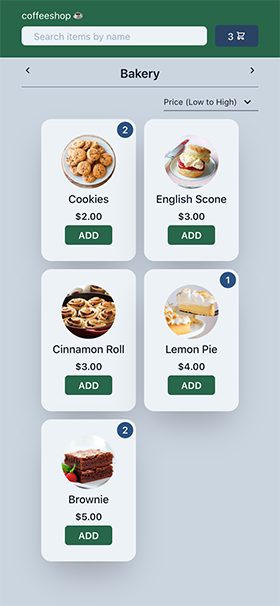 coffeeshop ☕
Search items by name
3
Bakery
Price (Low to High)
2
Cookies
$2.00
ADD
English Scone
$3.00
ADD
Cinnamon Roll
$3.00
ADD
1
Lemon Pie
$4.00
ADD
2
Brownie
$5.00
ADD